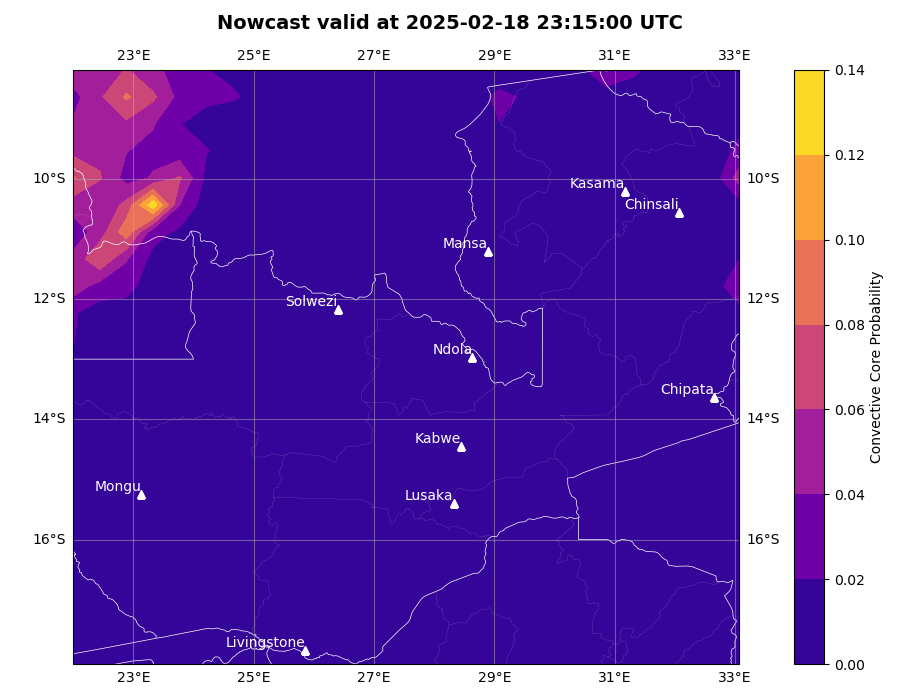 Nowcast valid at 2025-02-18 23:15:00 UTC
23°E 25°E 27°E 29°E 31°E 33°E
0.14
0.12
10°S Kasama 10°S
Chinsali
0.10
Mansa
12°S 12°S
Solwezi
0.08
Ndola
Chipata
0.06
14°S 14°S
Kabwe
Mongu
Lusaka
0.04
16°S 16°S
0.02
Livingstone
0.00
23°E 25°E 27°E 29°E 31°E 33°E
Convective Core Probability